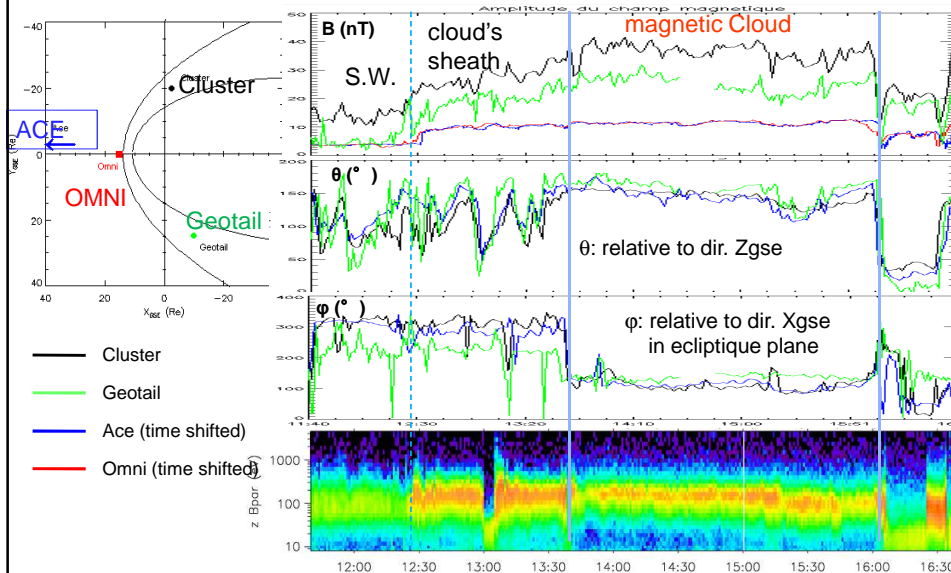 Amplitude du champ magnetique
B (nT)
cloud's
sheath
magnetic Cloud
S.W.
50
40
30
20
10
0
-40
-20
0
20
40
Cluster
Cluster
ACE
Ace
Omni
OMNI
Geotail
Geotail
40
20
0
-20
X GSE (Re)
Y GSE (Re)
θ (°)
θ: relative to dir. Zgse
200
150
100
50
0
φ (°)
φ: relative to dir. Xgse
in ecliptique plane
400
300
200
100
0
11:40
12:30
13:20
14:10
15:00
15:51
Cluster
Geotail
Ace (time shifted)
Omni (time shifted)
z Bpar
1000
100
10
12:00
12:30
13:00
13:30
14:00
14:30
15:00
15:30
16:00
16:30